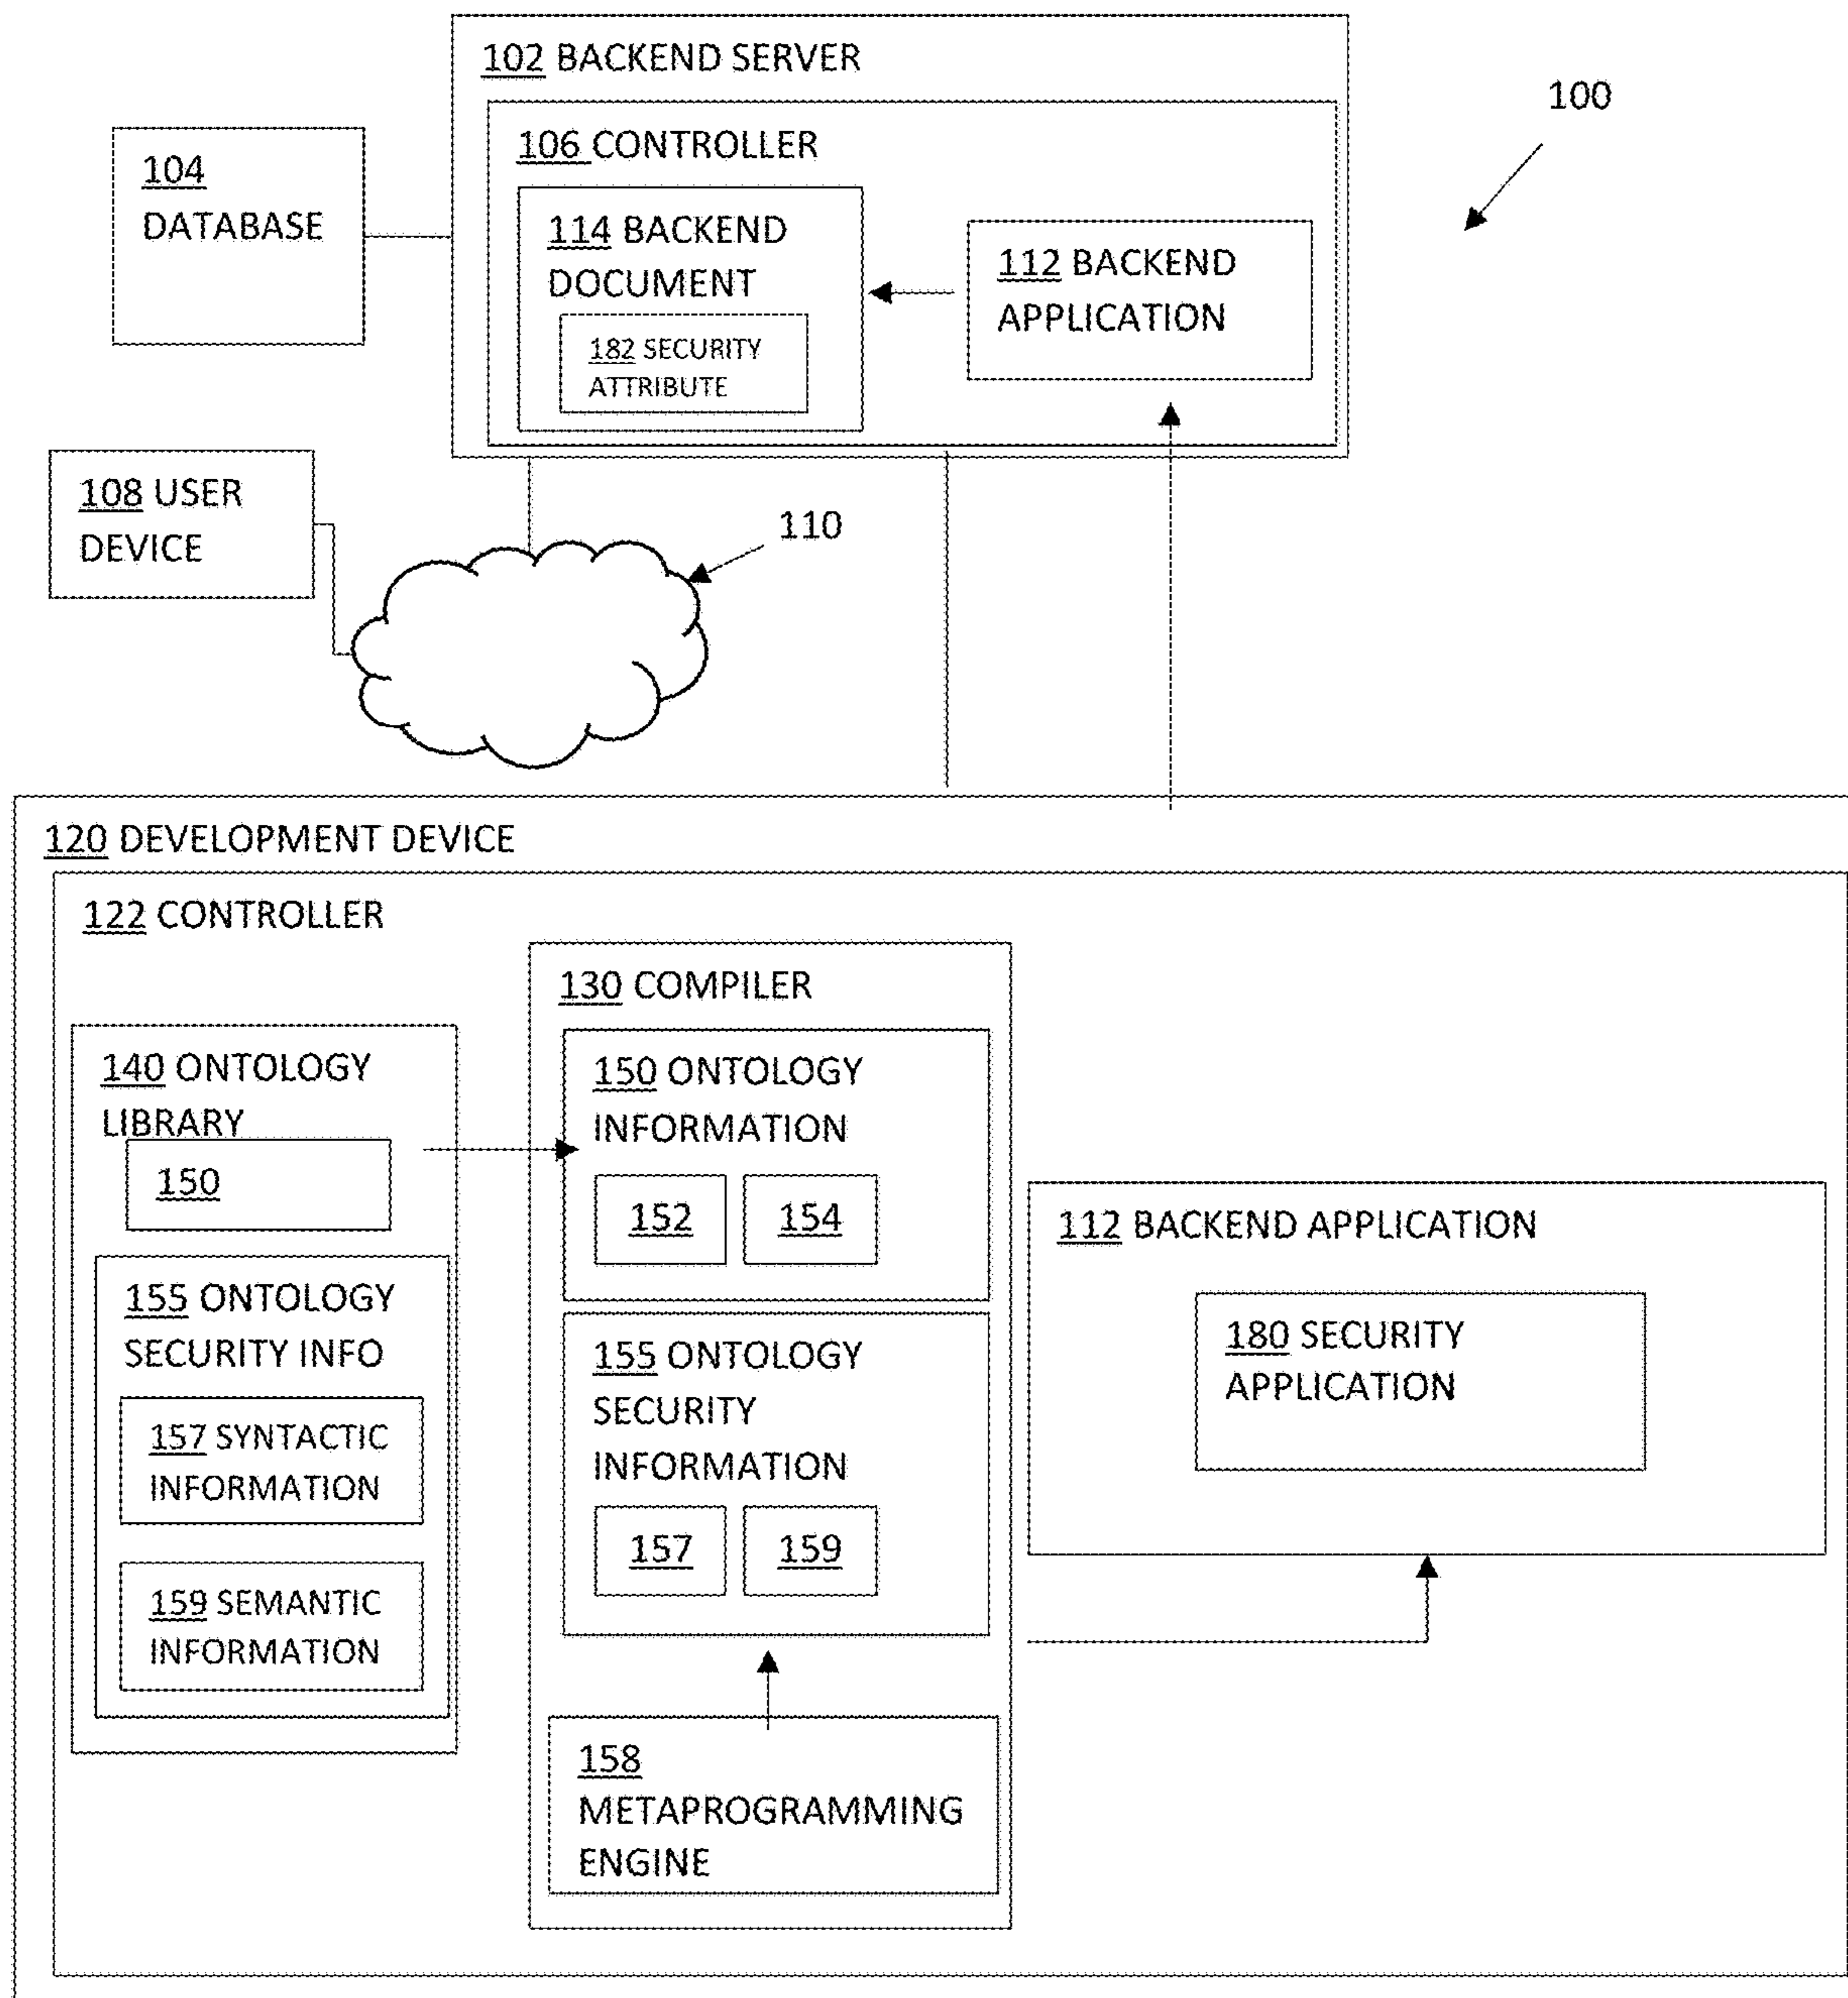 102 BACKEND SERVER
100
106 CONTROLLER
104
DATABASE
114 BACKEND
DOCUMENT
182 SECURITY
ATTRIBUTE
112 BACKEND
APPLICATION
108 USER
DEVICE
110
120 DEVELOPMENT DEVICE
122 CONTROLLER
130 COMPILER
140 ONTOLOGY
LIBRARY
150
155 ONTOLOGY
SECURITY INFO
157 SYNTACTIC
INFORMATION
159 SEMANTIC
INFORMATION
150 ONTOLOGY
INFORMATION
152
154
155 ONTOLOGY
SECURITY
INFORMATION
157
159
158
METAPROGRAMMING
ENGINE
112 BACKEND APPLICATION
180 SECURITY
APPLICATION